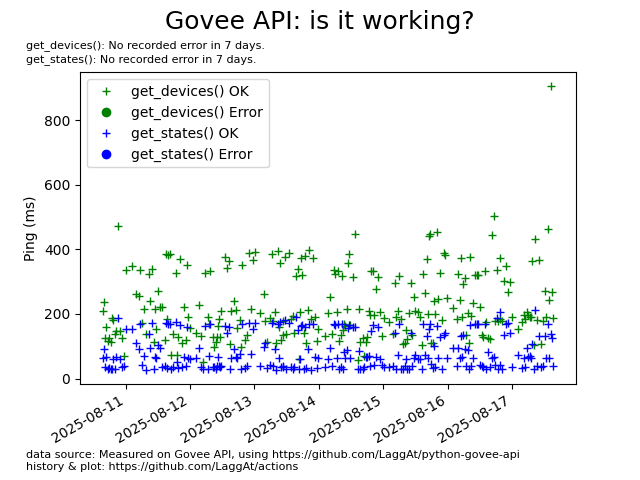 Govee API: is it working?
get_devices(): No recorded error in 7 days.
get_states(): No recorded error in 7 days.
get_devices() OK
get_devices() Error
get_states() OK
get_states() Error
Ping (ms)
800
600
400
200
0
2025-08-11
2025-08-12
2025-08-13
2025-08-14
2025-08-15
2025-08-16
2025-08-17
data source: Measured on Govee API, using https://github.com/LaggAt/python-govee-api
history & plot: https://github.com/LaggAt/actions